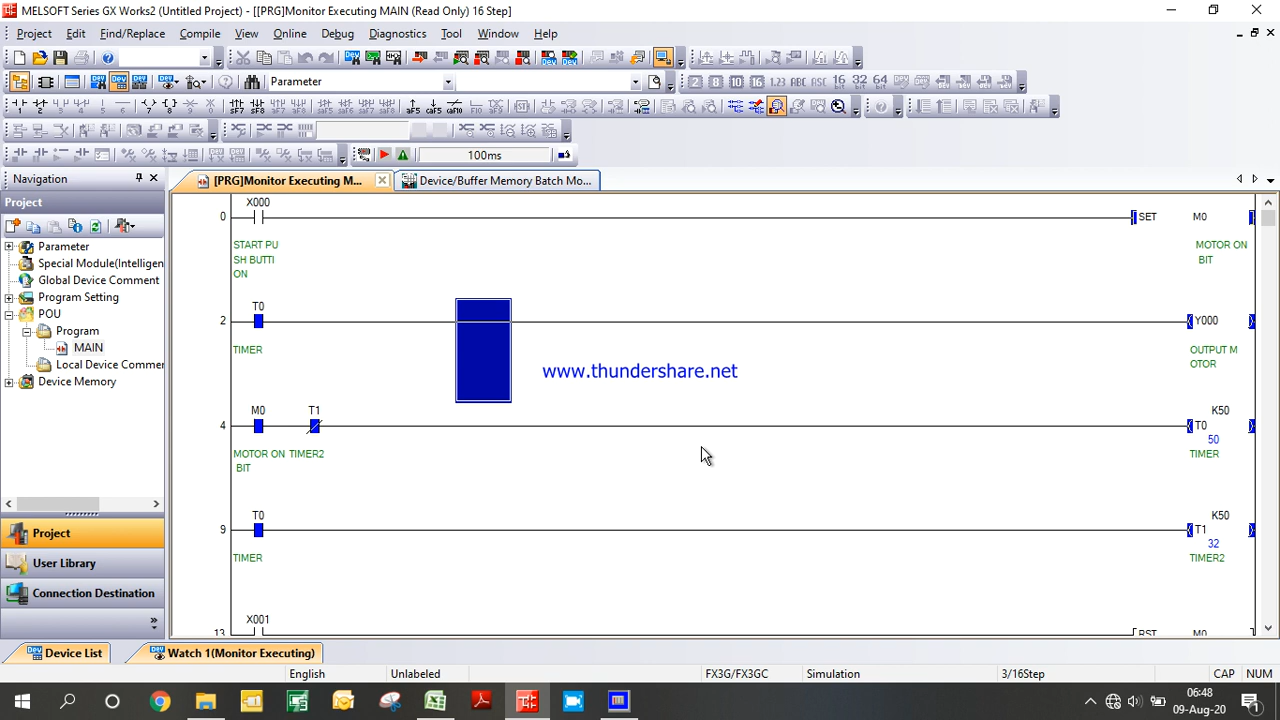 MELSOFT Series GX Works2 (Untitled Project) - [[PRG]Monitor Executing MAIN (Read Only) 16 Step]
Project Edit Find/Replace Compile View Online Debug Diagnostics Tool Window Help
Parameter
100ms
Navigation
[PRG]Monitor Executing M...
Device/Buffer Memory Batch Mo...
Project
Parameter
Special Module(Intelligen
Global Device Comment
Program Setting
POU
Program
MAIN
Local Device Commer
Device Memory
Project
User Library
Connection Destination
X000
0 SET M0
START PU
SH BUTTI
ON
MOTOR ON
BIT
T0
2 Y000
TIMER
OUTPUT M
OTOR
www.thundershare.net
M0 T1 K50
4 T0
50
MOTOR ON
BIT
TIMER2
TIMER
T0 K50
9 T1
32
TIMER TIMER2
X001
13 RST M0
Device List
Watch 1(Monitor Executing)
English Unlabeled FX3G/FX3GC Simulation 3/16Step CAP NUM
06:48
09-Aug-20